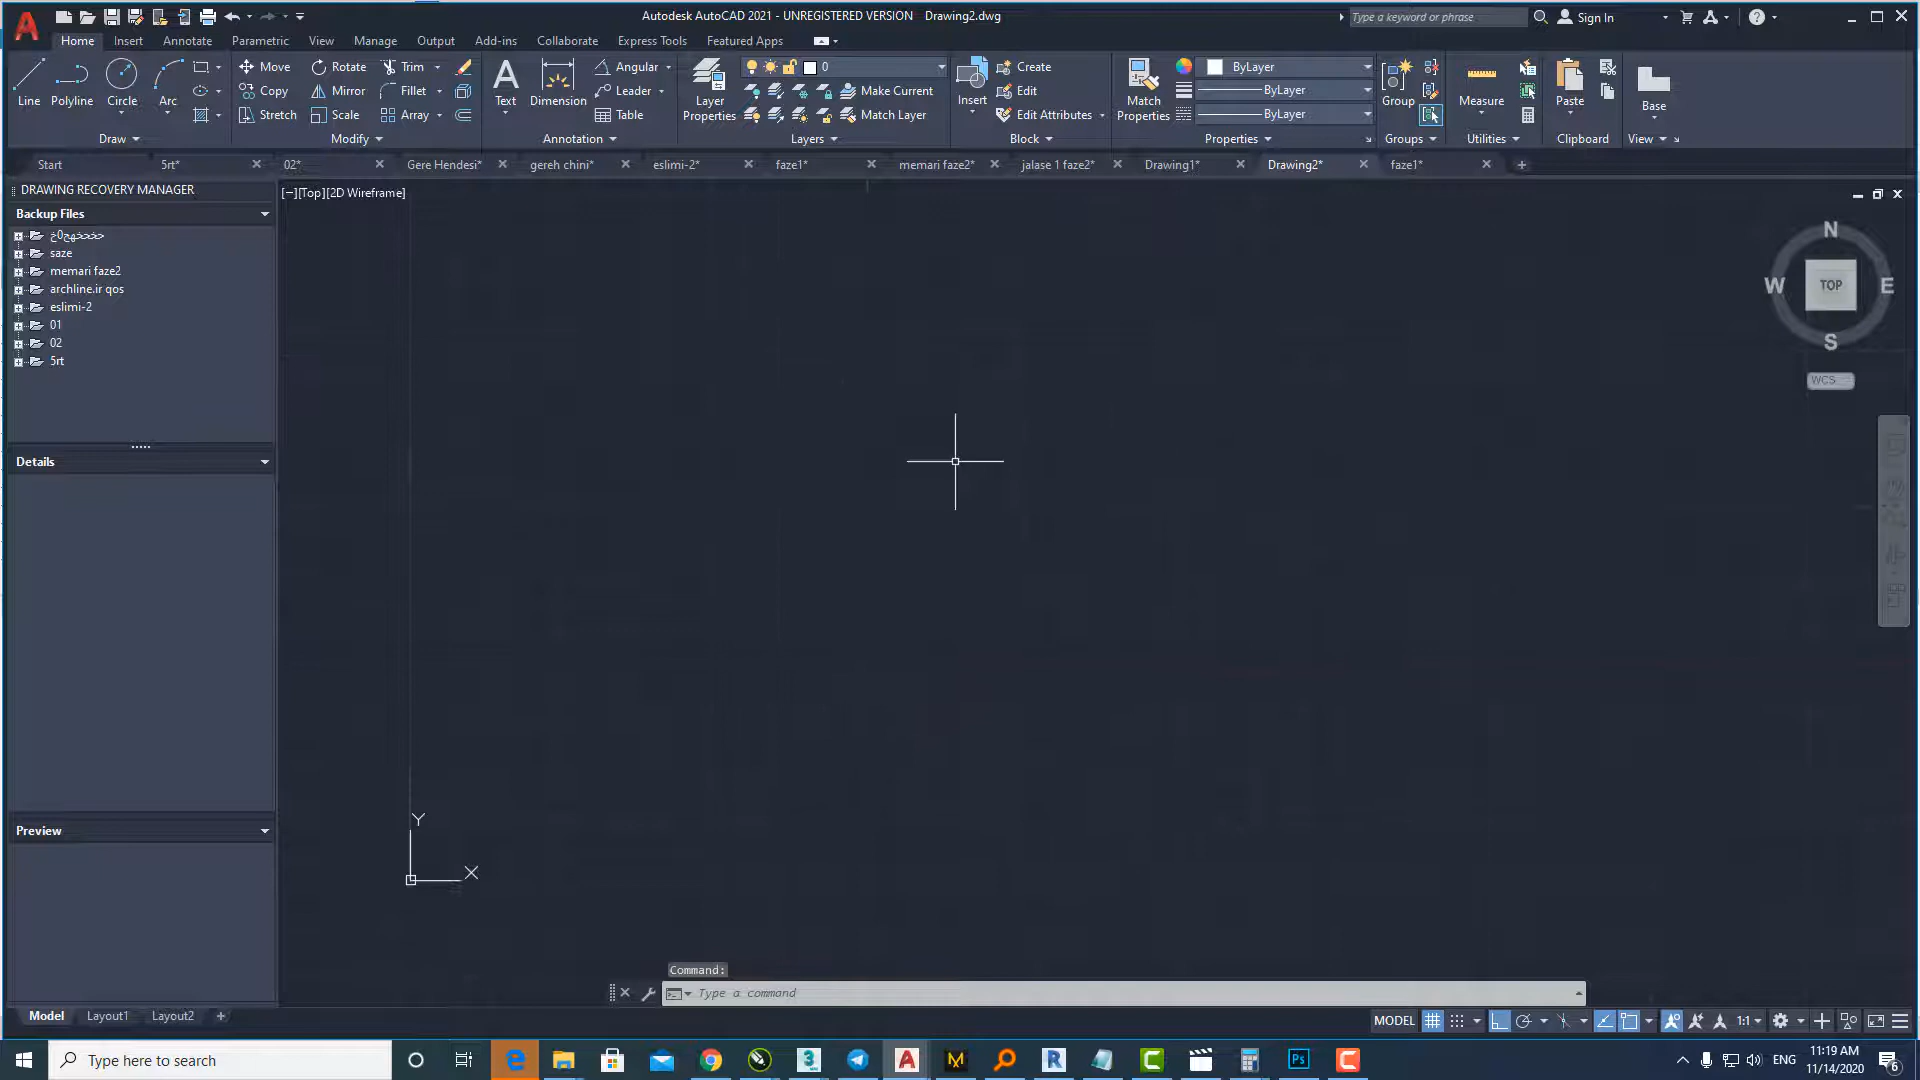 Autodesk AutoCAD 2021 - UNREGISTERED VERSION Drawing2.dwg
Type a keyword or phrase
Sign In
Home Insert Annotate Parametric View Manage Output Add-ins Collaborate Express Tools Featured Apps
Line Polyline Circle Arc
Move Rotate Trim
Copy Mirror Fillet
Stretch Scale Array
Text Dimension
Angular
Leader
Table
Layer Properties
0
Make Current
Match Layer
Insert
Create
Edit
Edit Attributes
Match Properties
ByLayer
ByLayer
ByLayer
Group
Measure
Paste
Base
Draw Modify Annotation Layers Block Properties Groups Utilities Clipboard View
Start 5rt* 02* Gere Hendesi* gereh chini* eslimi-2* faze1* memari faze2* jalase 1 faze2* Drawing1* Drawing2* faze1*
DRAWING RECOVERY MANAGER
[−][Top][2D Wireframe]
Backup Files
saze
memari faze2
archline.ir qos
eslimi-2
01
02
5rt
Details
Preview
N
W TOP E
S
WCS
Y
X
Command:
Type a command
Model Layout1 Layout2
MODEL 1:1
Type here to search
ENG
11:19 AM
11/14/2020
6